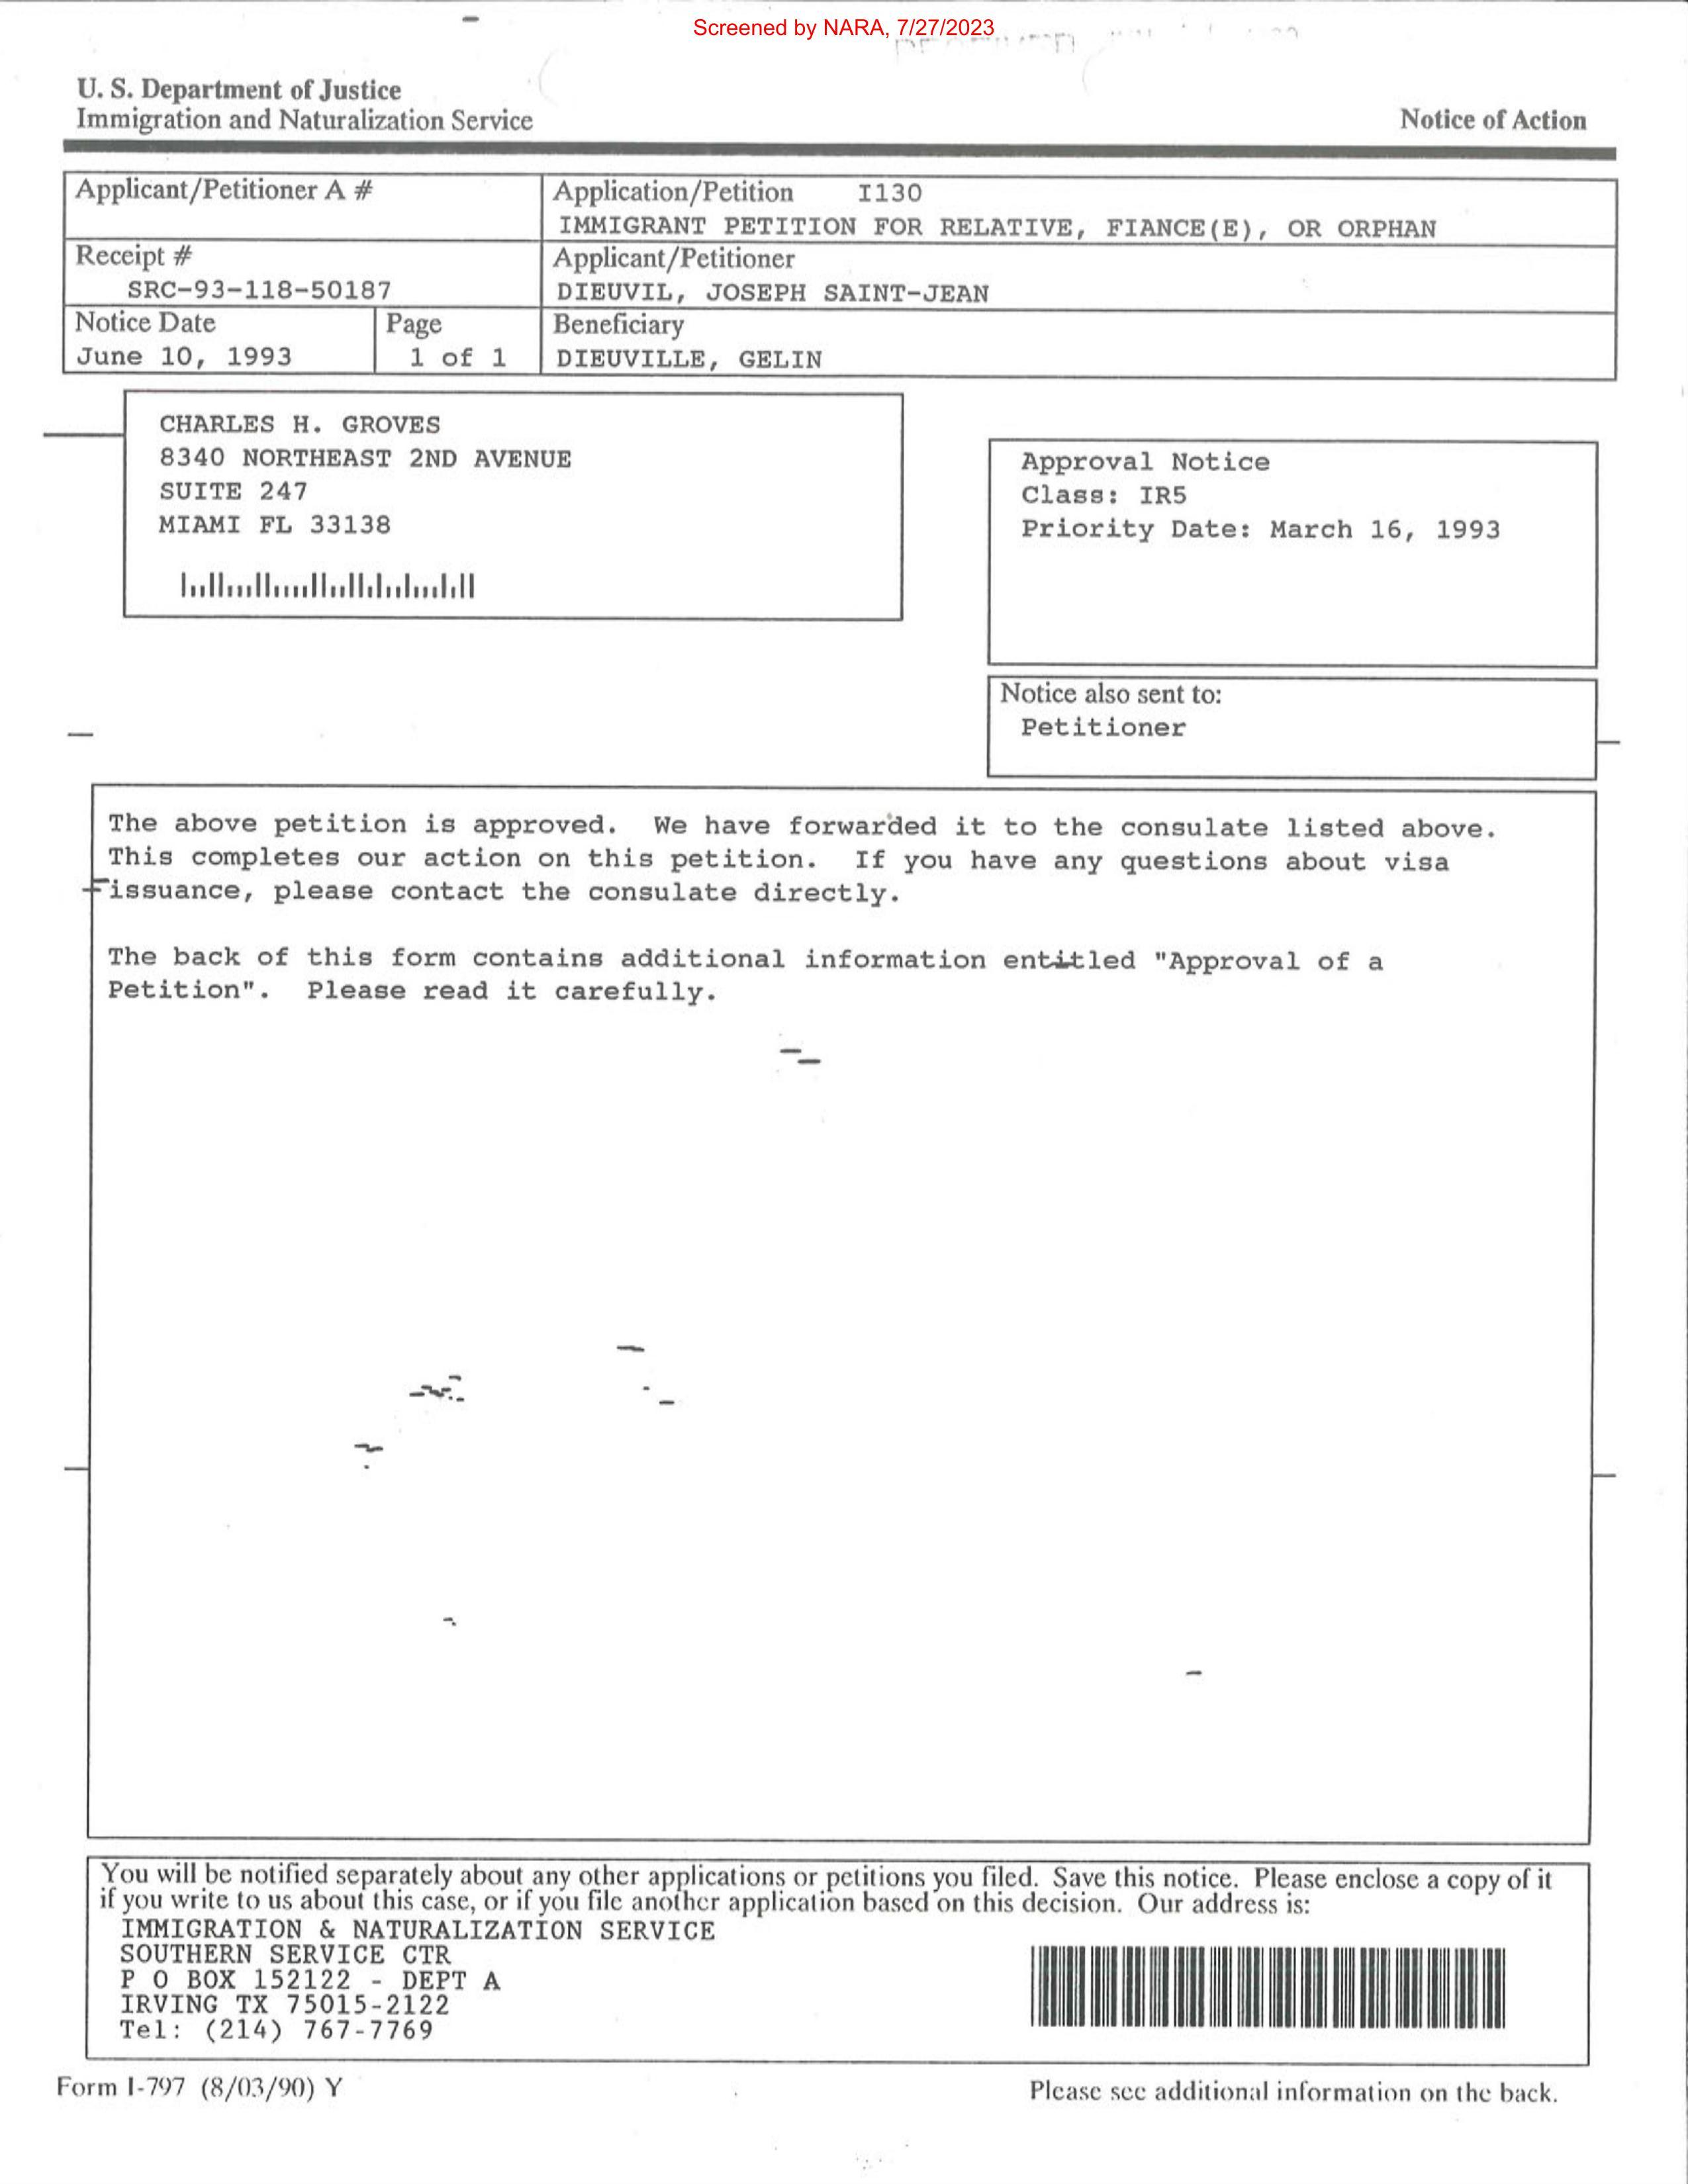 Screened by NARA, 7/27/2023
U. S. Department of Justice
Immigration and Naturalization Service
Notice of Action
Applicant/Petitioner A #
Application/Petition I130
IMMIGRANT PETITION FOR RELATIVE, FIANCE(E), OR ORPHAN
Receipt #
SRC-93-118-50187
Applicant/Petitioner
DIEUVIL, JOSEPH SAINT-JEAN
Notice Date
June 10, 1993
Page
1 of 1
Beneficiary
DIEUVILLE, GELIN
CHARLES H. GROVES
8340 NORTHEAST 2ND AVENUE
SUITE 247
MIAMI FL 33138
Approval Notice
Class: IR5
Priority Date: March 16, 1993
Notice also sent to:
Petitioner
The above petition is approved. We have forwarded it to the consulate listed above.
This completes our action on this petition. If you have any questions about visa
issuance, please contact the consulate directly.
The back of this form contains additional information entitled "Approval of a
Petition". Please read it carefully.
You will be notified separately about any other applications or petitions you filed. Save this notice. Please enclose a copy of it
if you write to us about this case, or if you file another application based on this decision. Our address is:
IMMIGRATION & NATURALIZATION SERVICE
SOUTHERN SERVICE CTR
P O BOX 152122 - DEPT A
IRVING TX 75015-2122
Tel: (214) 767-7769
Form I-797 (8/03/90) Y
Please see additional information on the back.